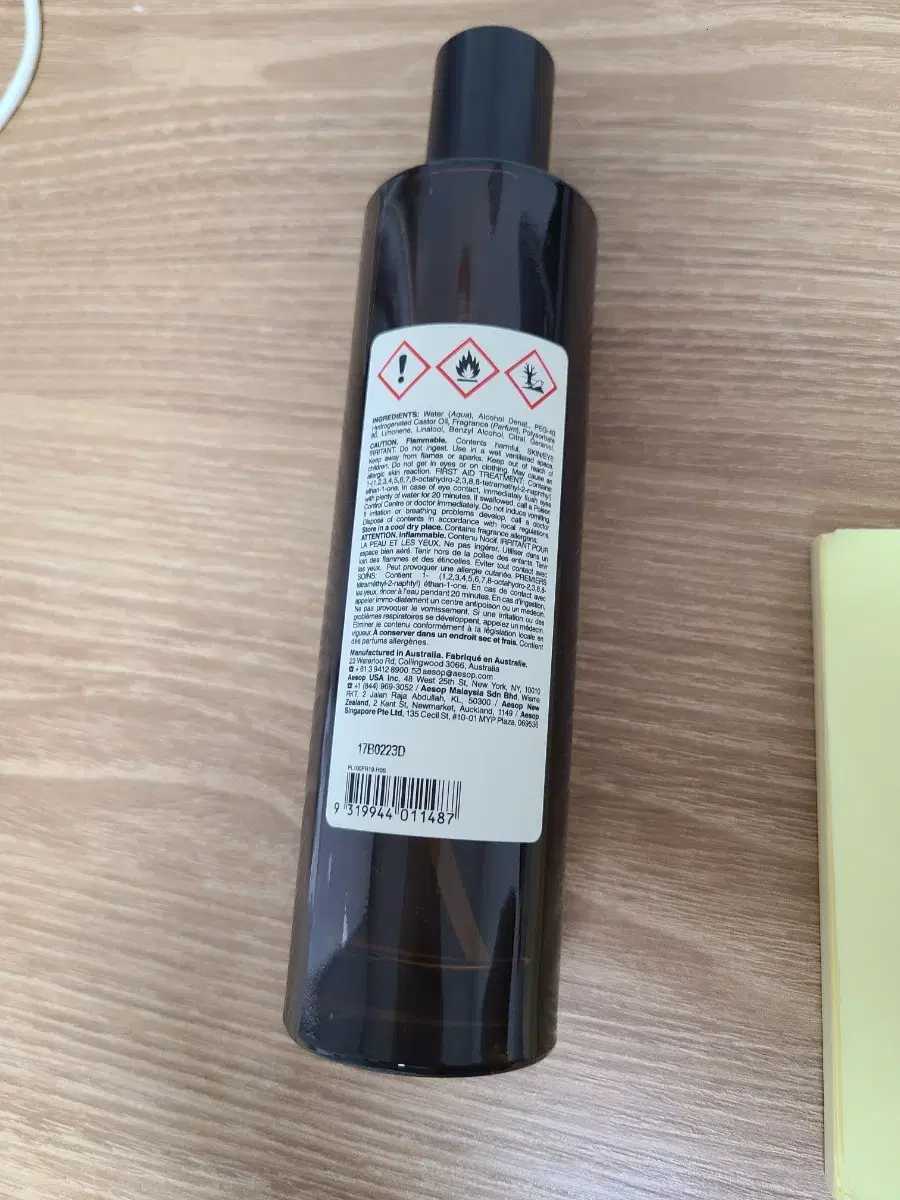 INGREDIENTS: Water (Aqua), Alcohol Denat., PEG-40
Hydrogenated Castor Oil, Fragrance (Perfum), Polysorbate
80, Limonene, Linalool, Benzyl Alcohol, Citral, Geraniol.
CAUTION. Flammable. Contents harmful. SKIN/EYE
IRRITANT. Do not ingest. Use in a well ventilated space.
Keep away from flames or sparks. Keep out of reach of
children. Do not get in eyes or on clothing. May cause an
allergic skin reaction. FIRST AID TREATMENT: Contains
1-(1,2,3,4,5,6,7,8-octahydro-2,3,8,8-tetramethyl-2-naphthyl)
ethan-1-one. In case of eye contact, immediately flush eyes
with plenty of water for 20 minutes. If swallowed, call a Poison
Control Centre or doctor immediately. Do not induce vomiting.
If irritation or breathing problems develop, call a doctor.
Dispose of contents in accordance with local regulations.
Store in a cool dry place. Contains fragrance allergens.
ATTENTION. Inflammable. Contenu Nocif. IRRITANT POUR
LA PEAU ET LES YEUX. Ne pas ingérer. Utiliser dans un
espace bien aéré. Tenir hors de la portée des enfants. Tenir
loin des flammes et des étincelles. Eviter tout contact avec
les yeux. Peut provoquer une allergie cutanée. PREMIERS
SOINS: Contient 1- (1,2,3,4,5,6,7,8-octahydro-2,3,8,8-
tétraméthyl-2-naphtyl) éthan-1-one. En cas de contact avec
les yeux, rincer à l'eau pendant 20 minutes. En cas d'ingestion,
appeler immo-diatement un centre antipoison ou un medecin.
Ne pas provoquer le vomissement. Si une irritation ou des
problèmes respiratoires se développent, appelez un médecin.
Éliminer le contenu conformément à la législation locale en
vigueur. A conserver dans un endroit sec et frais. Contient
des parfums allergènes.
Manufactured in Australia. Fabriqué en Australie.
23 Waterloo Rd, Collingwood 3066, Australia
☎ +61 3 9412 8900 ✉ aesop@aesop.com
Aesop USA Inc. 48 West 25th St. New York, NY, 10010
☎ +1 (844) 969-3052 / Aesop Malaysia Sdn Bhd. Wisma
RKT, 2 Jalan Raja Abdullah, KL, 50300 / Aesop New
Zealand, 2 Kent St, Newmarket, Auckland, 1149 / Aesop
Singapore Pte Ltd, 135 Cecil St, #10-01 MYP Plaza, 069536
17B0223D
9 319944 011487